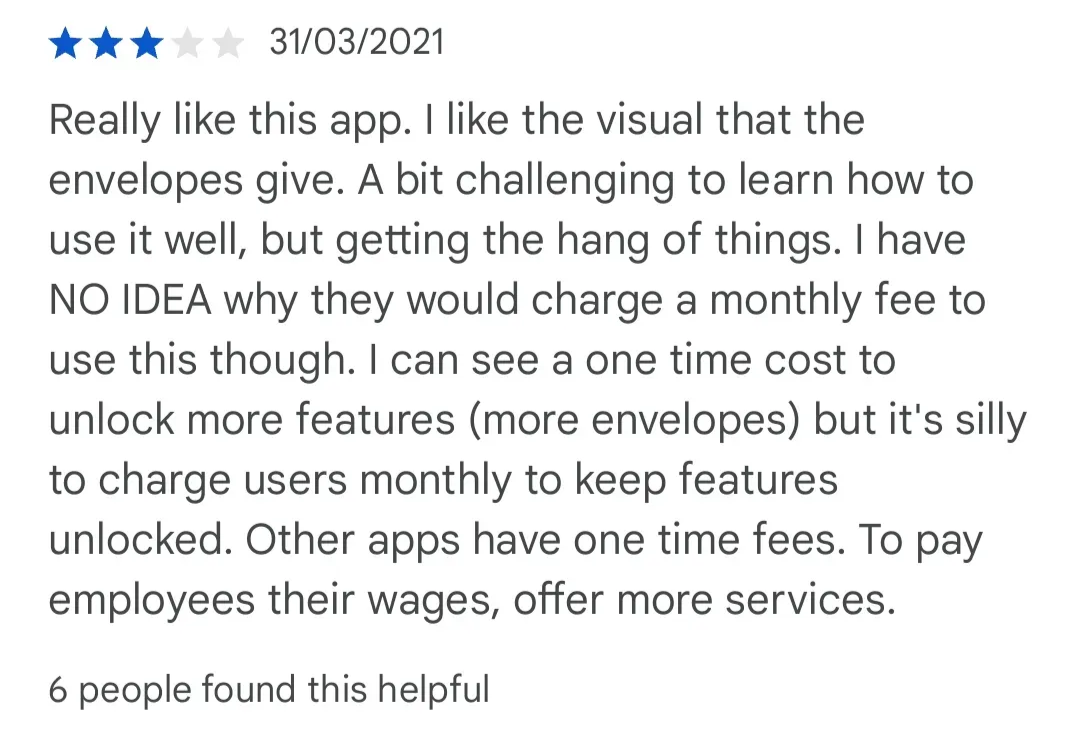 31/03/2021
Really like this app. I like the visual that the
envelopes give. A bit challenging to learn how to
use it well, but getting the hang of things. I have
NO IDEA why they would charge a monthly fee to
use this though. I can see a one time cost to
unlock more features (more envelopes) but it's silly
to charge users monthly to keep features
unlocked. Other apps have one time fees. To pay
employees their wages, offer more services.
6 people found this helpful